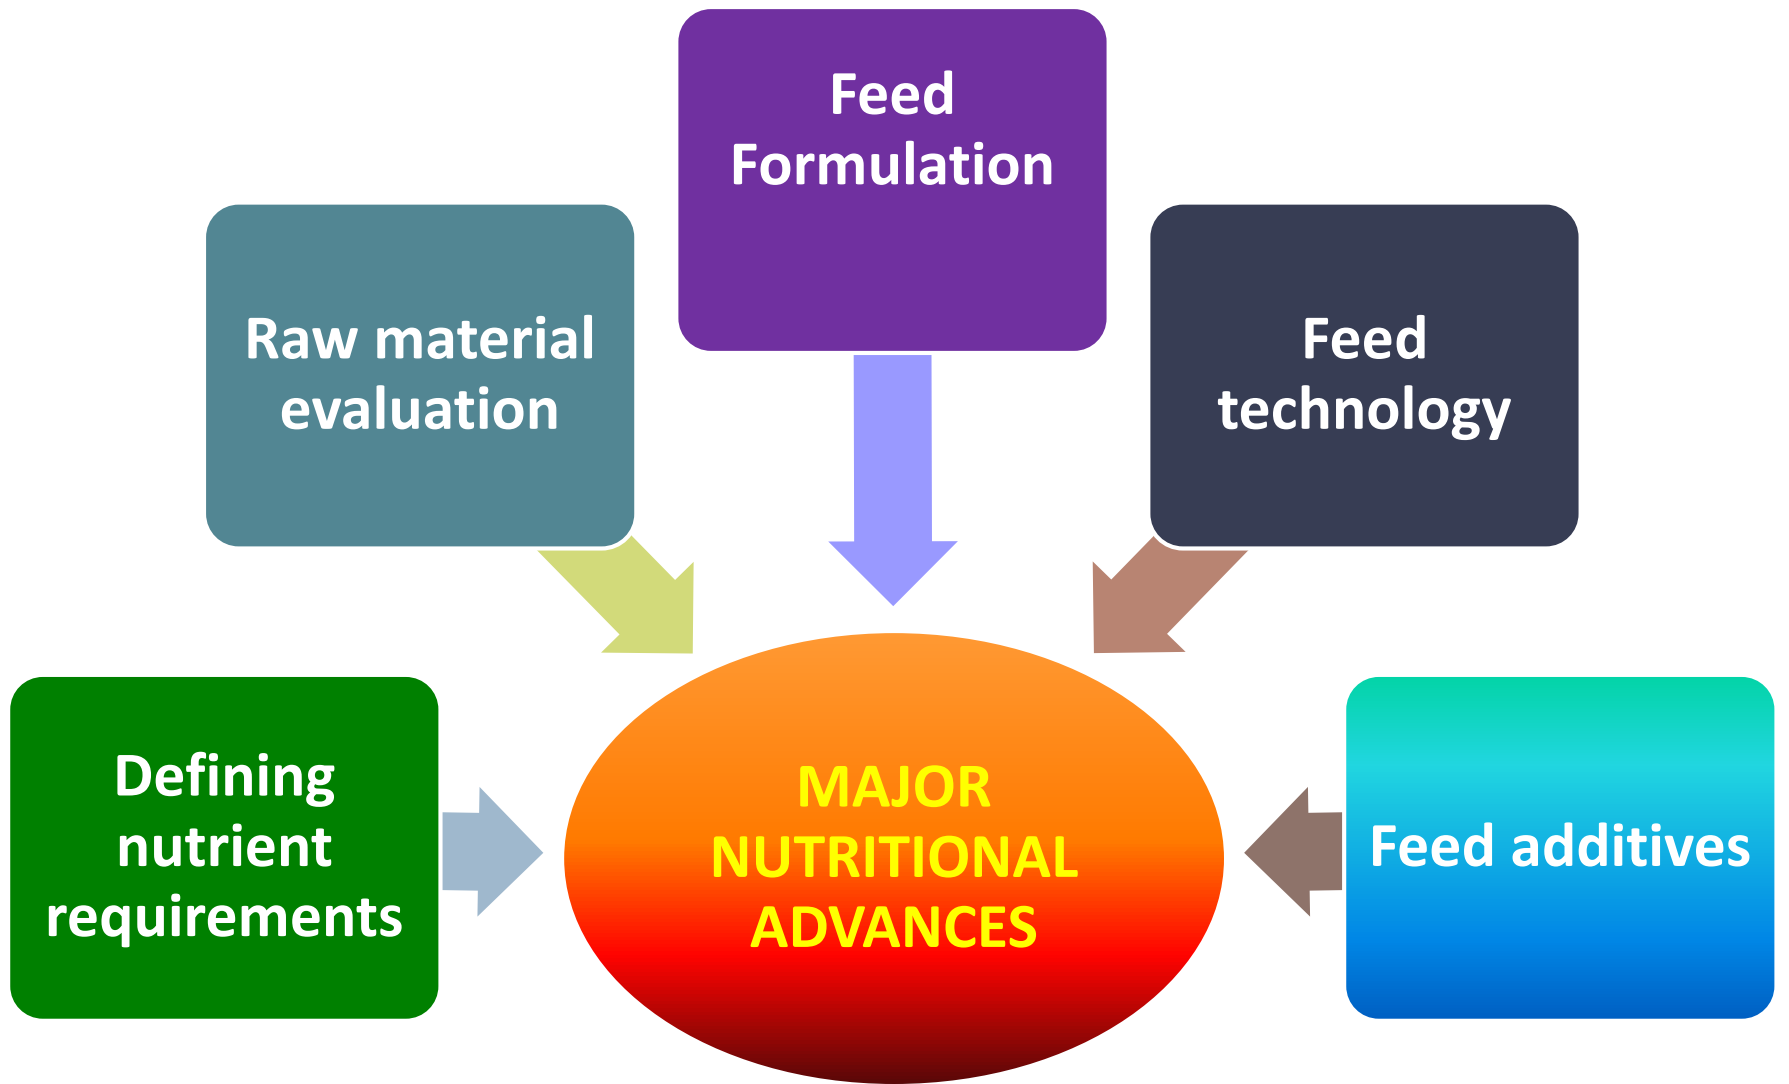 Feed
Formulation
Raw material
evaluation
Feed
technology
Defining
nutrient
requirements
MAJOR
NUTRITIONAL
ADVANCES
Feed additives